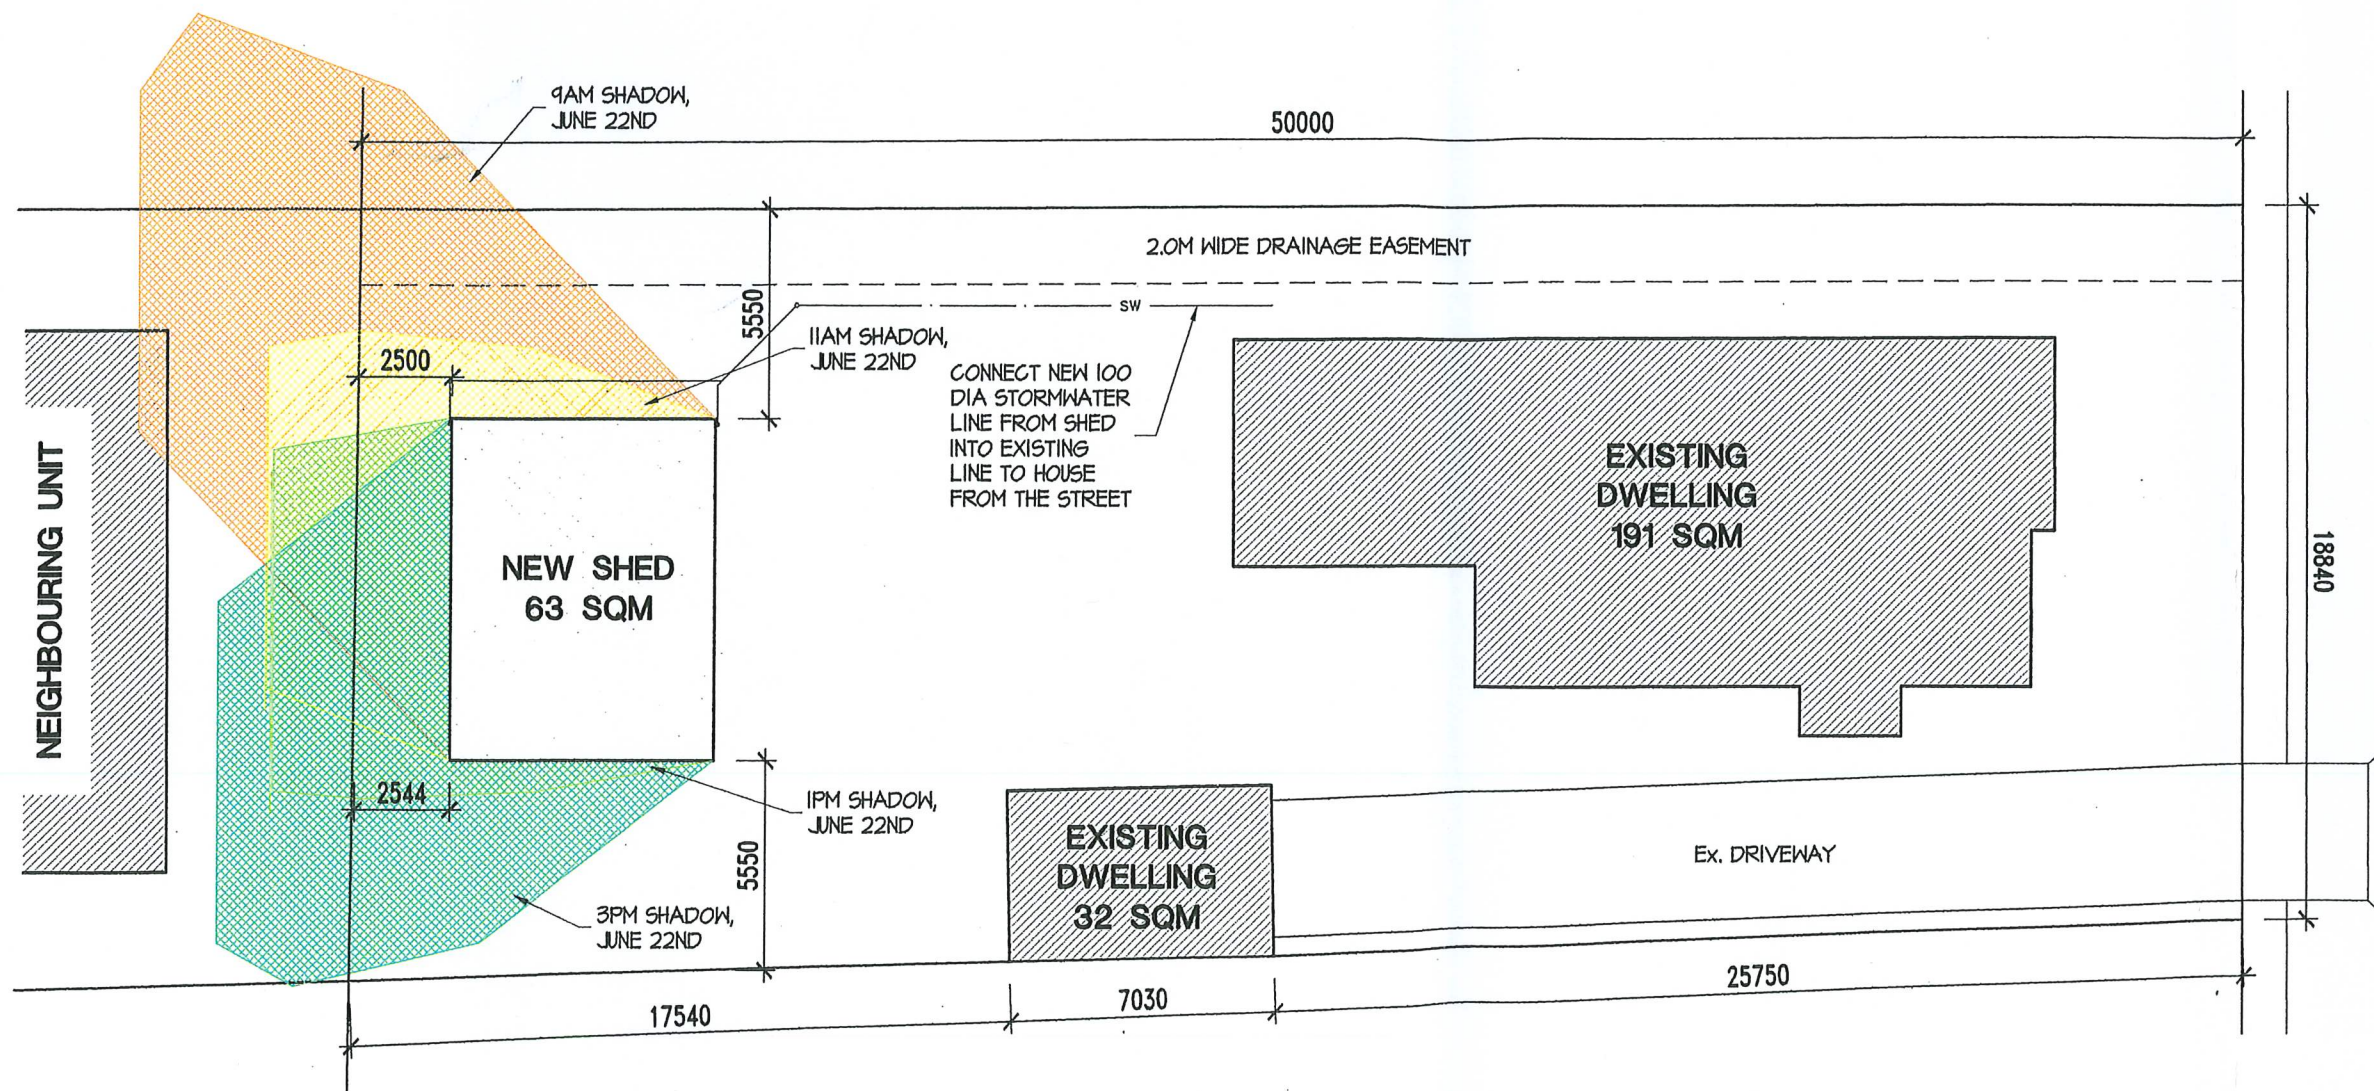 9AM SHADOW,
JUNE 22ND
50000
2.0M WIDE DRAINAGE EASEMENT
5550
SW
11AM SHADOW,
JUNE 22ND
2500
CONNECT NEW 100
DIA STORMWATER
LINE FROM SHED
INTO EXISTING
LINE TO HOUSE
FROM THE STREET
NEIGHBOURING UNIT
NEW SHED
63 SQM
EXISTING
DWELLING
191 SQM
18840
2544
1PM SHADOW,
JUNE 22ND
5550
EXISTING
DWELLING
32 SQM
Ex. DRIVEWAY
3PM SHADOW,
JUNE 22ND
17540
7030
25750